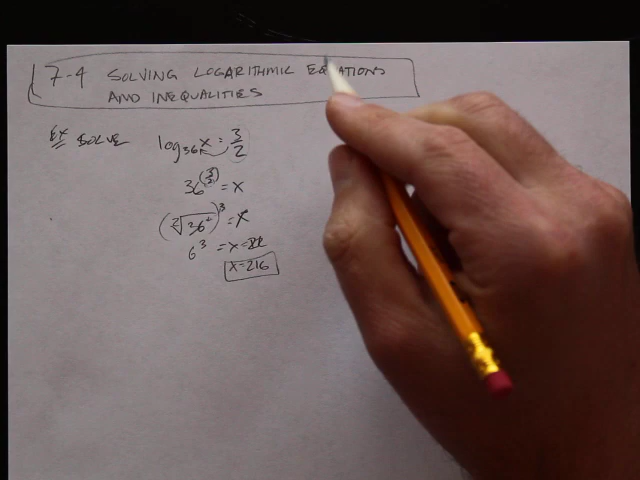 7-4 SOLVING LOGARITHMIC EQUATIONS
AND INEQUALITIES
EX SOLVE log₃₆ x = 3/2
36^(3/2) = x
(²√36)³ = x
6³ = x
x = 216